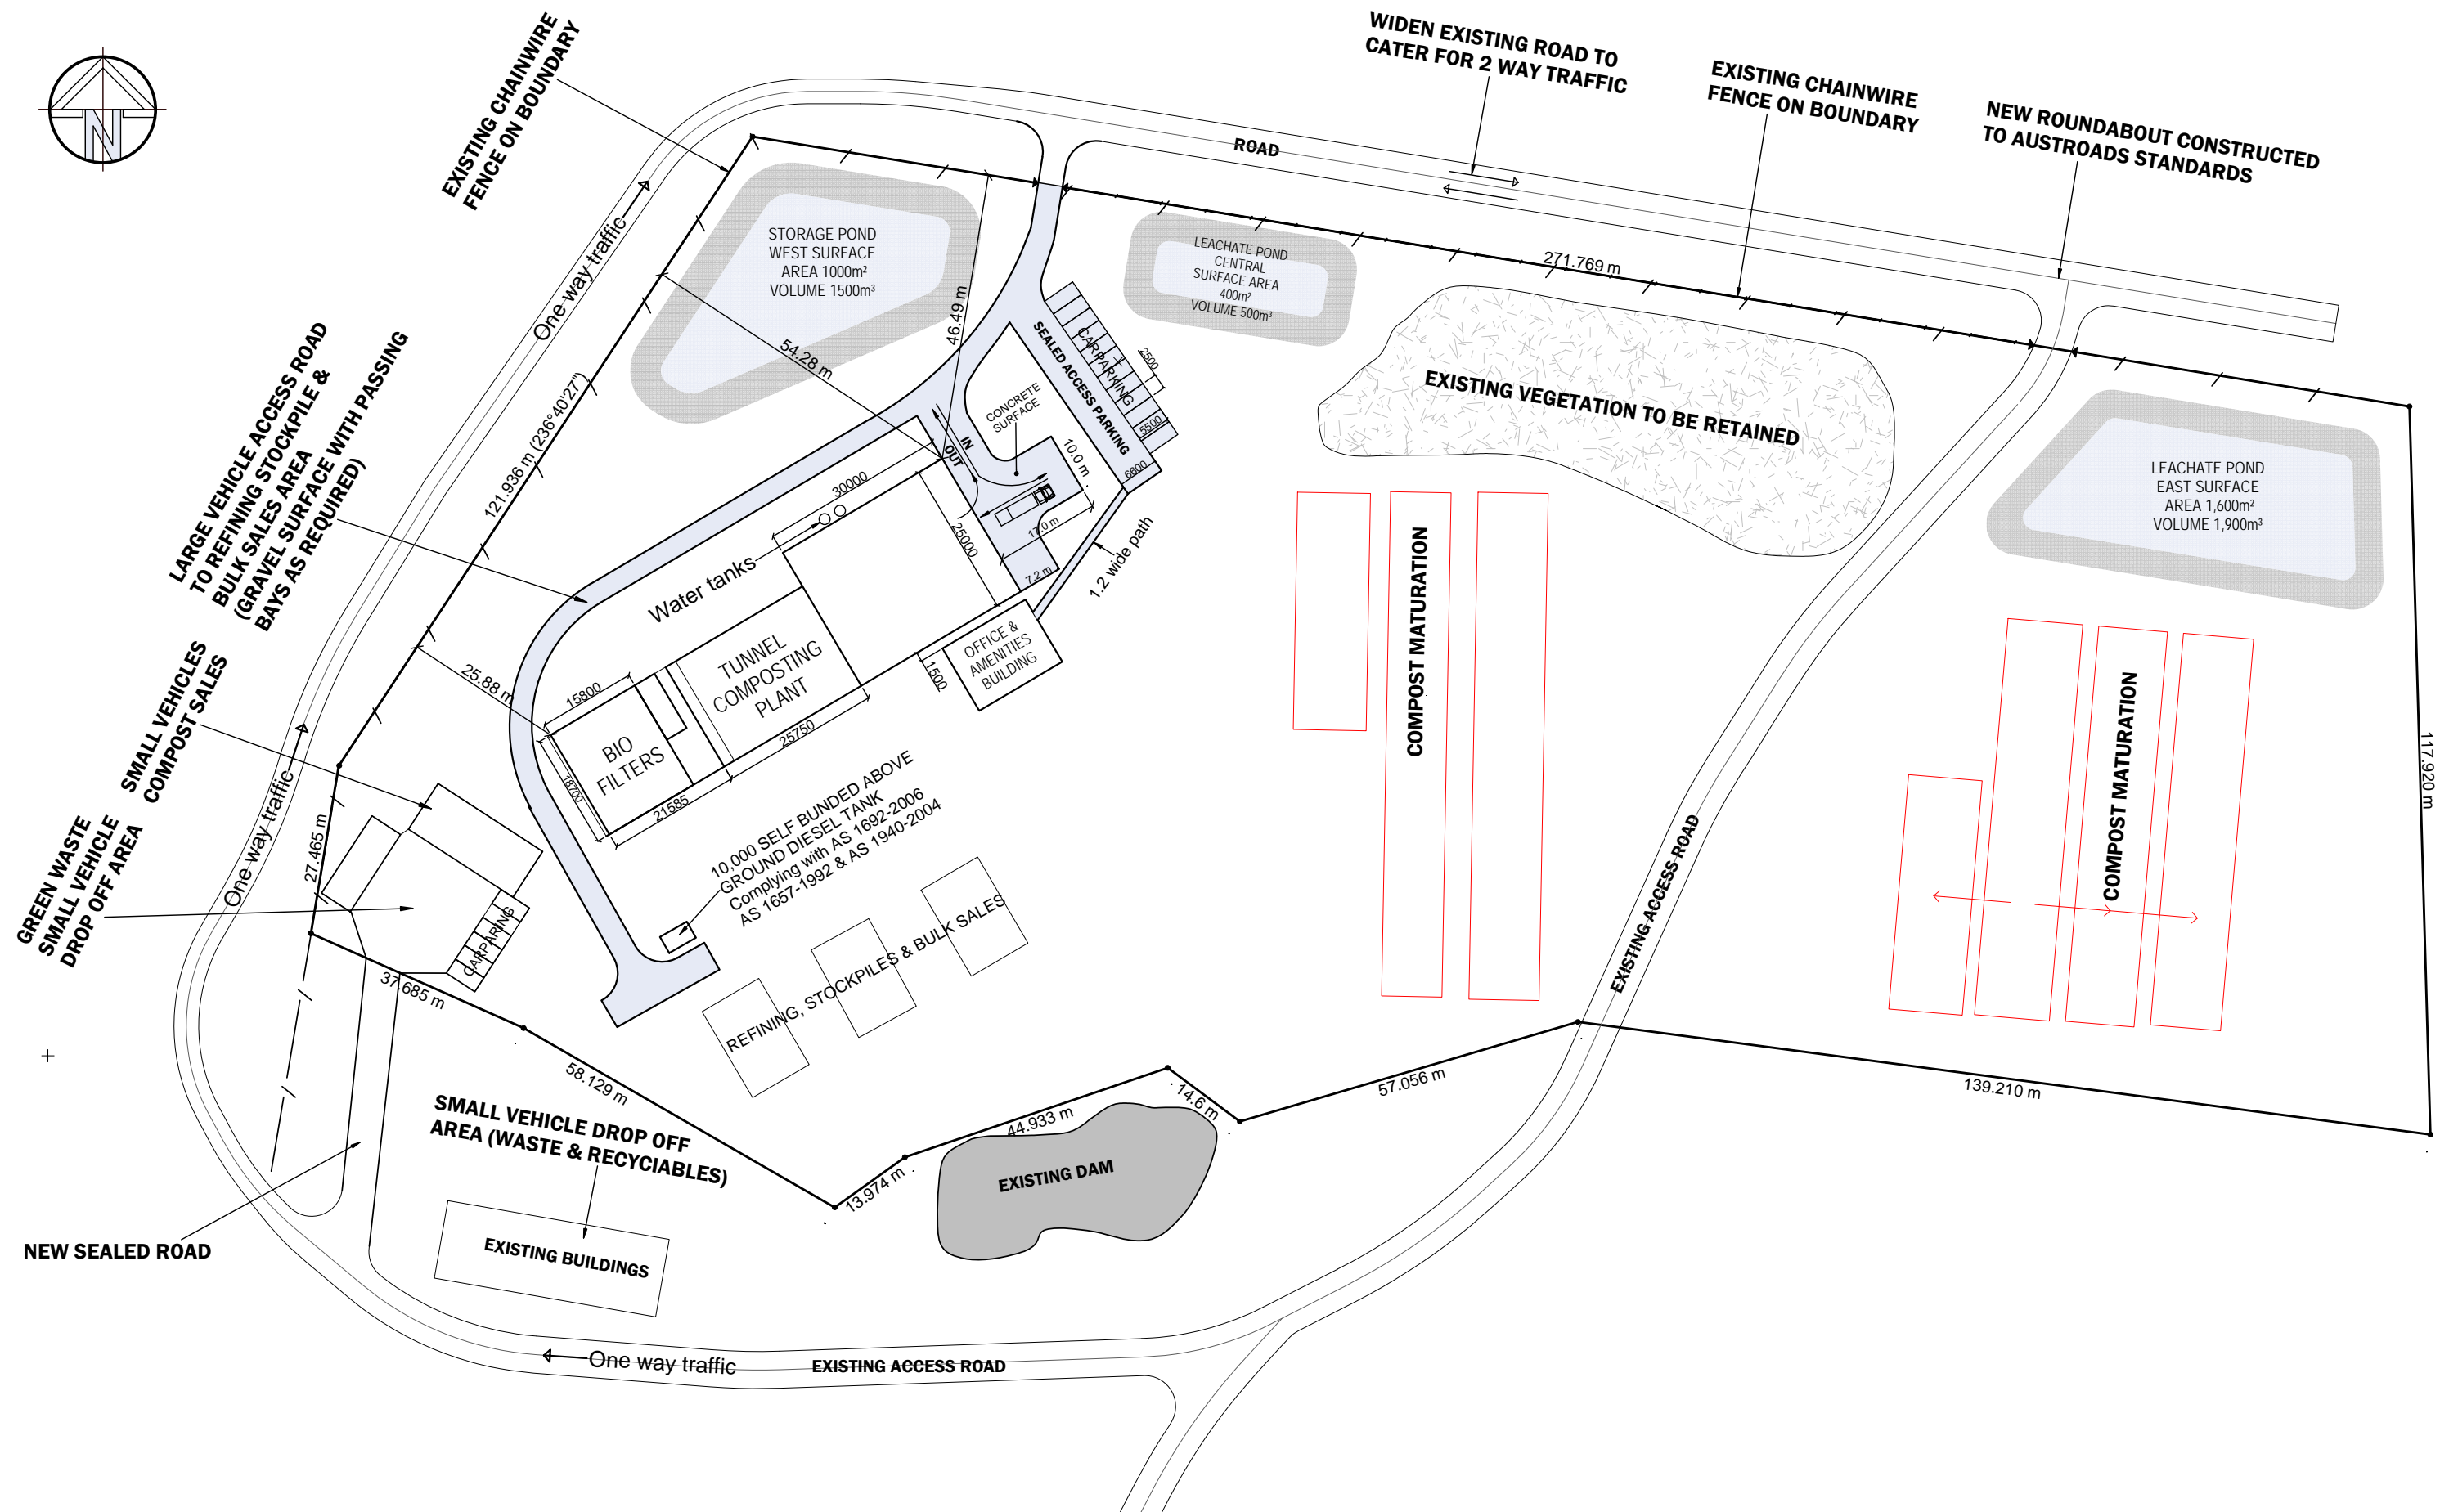 EXISTING CHAINWIRE
FENCE ON BOUNDARY
WIDEN EXISTING ROAD TO
CATER FOR 2 WAY TRAFFIC
EXISTING CHAINWIRE
FENCE ON BOUNDARY
NEW ROUNDABOUT CONSTRUCTED
TO AUSTROADS STANDARDS
N
ROAD
One way traffic
STORAGE POND
WEST SURFACE
AREA 1000m²
VOLUME 1500m³
LEACHATE POND
CENTRAL
SURFACE AREA
400m²
VOLUME 500m³
271.769 m
46.49 m
54.28 m
SEALED ACCESS PARKING
CARPARKING
2500
5500
6600
CONCRETE
SURFACE
IN
OUT
10.0 m
17.0 m
7.2 m
1.2 wide path
EXISTING VEGETATION TO BE RETAINED
LEACHATE POND
EAST SURFACE
AREA 1,600m²
VOLUME 1,900m³
LARGE VEHICLE ACCESS ROAD
TO REFINING STOCKPILE &
BULK SALES AREA
(GRAVEL SURFACE WITH PASSING
BAYS AS REQUIRED)
121.936 m (236°40'27")
30000
25000
Water tanks
TUNNEL
COMPOSTING
PLANT
OFFICE &
AMENITIES
BUILDING
1500
25.88 m
15800
BIO
FILTERS
18700
21585
25750
COMPOST MATURATION
COMPOST MATURATION
117.920 m
SMALL VEHICLES
COMPOST SALES
GREEN WASTE
SMALL VEHICLE
DROP OFF AREA
One way traffic
27.465 m
CARPARING
10,000 SELF BUNDED ABOVE
GROUND DIESEL TANK
Complying with AS 1692-2006
AS 1657-1992 & AS 1940-2004
REFINING, STOCKPILES & BULK SALES
EXISTING ACCESS ROAD
37.685 m
58.129 m
13.974 m
44.933 m
14.6 m
57.056 m
139.210 m
SMALL VEHICLE DROP OFF
AREA (WASTE & RECYCIABLES)
EXISTING DAM
NEW SEALED ROAD
EXISTING BUILDINGS
One way traffic
EXISTING ACCESS ROAD